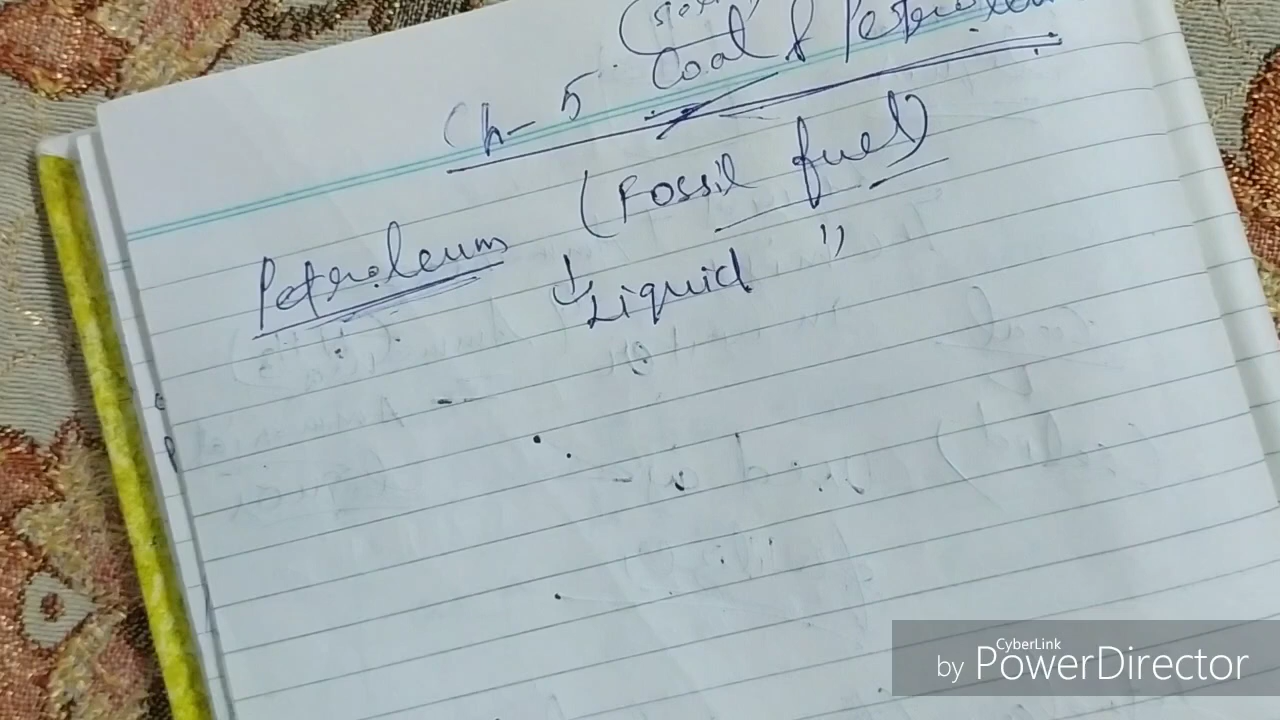 Ch-5 Coal & Petroleum
(Fossil fuel)
Petroleum
↓ Liquid "
CyberLink
by PowerDirector